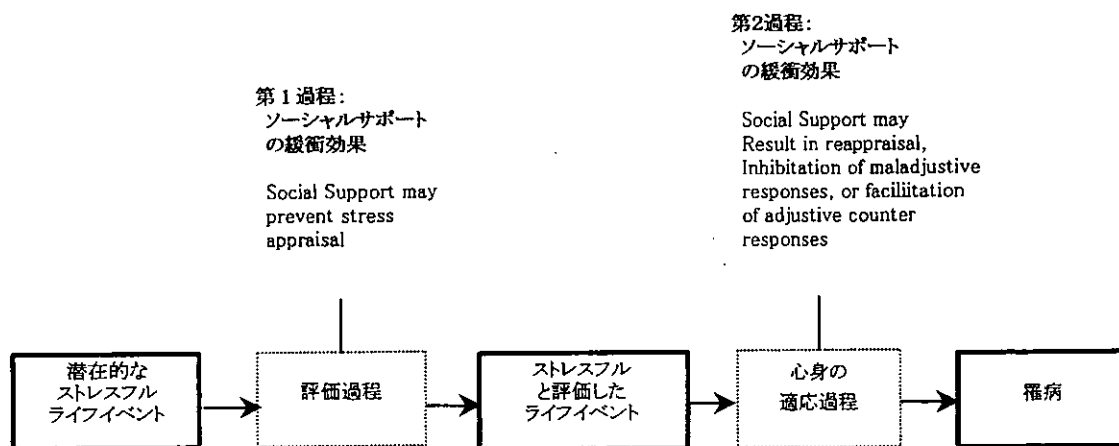 第1過程:
ソーシャルサポート
の緩衝効果
Social Support may
prevent stress
appraisal
第2過程:
ソーシャルサポート
の緩衝効果
Social Support may
Result in reappraisal,
Inhibitation of maladjustive
responses, or faciliitation
of adjustive counter
responses
潜在的な
ストレスフル
ライフイベント
評価過程
ストレスフル
と評価した
ライフイベント
心身の
適応過程
罹病